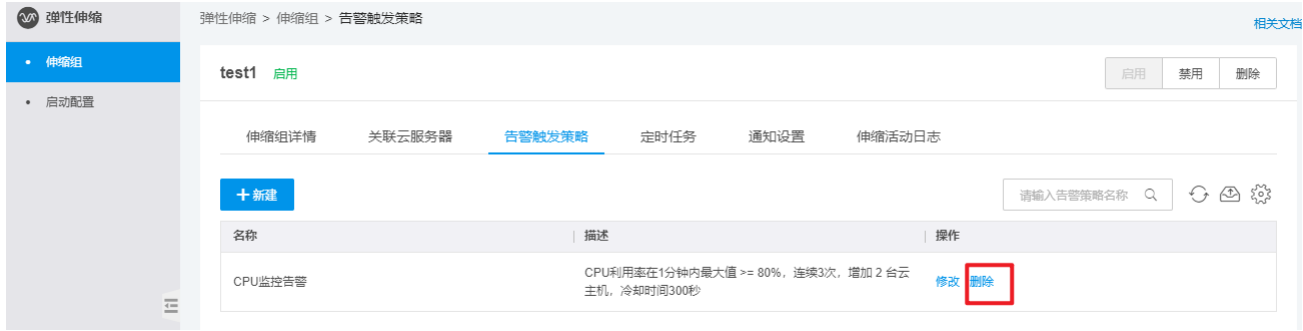 弹性伸缩
弹性伸缩 > 伸缩组 > 告警触发策略
相关文档
伸缩组
启动配置
test1 启用
启用 禁用 删除
伸缩组详情 关联云服务器 告警触发策略 定时任务 通知设置 伸缩活动日志
+新建
请输入告警策略名称
名称 描述 操作
CPU监控告警
CPU利用率在1分钟内最大值 >= 80%，连续3次，增加 2 台云
主机，冷却时间300秒
修改 删除